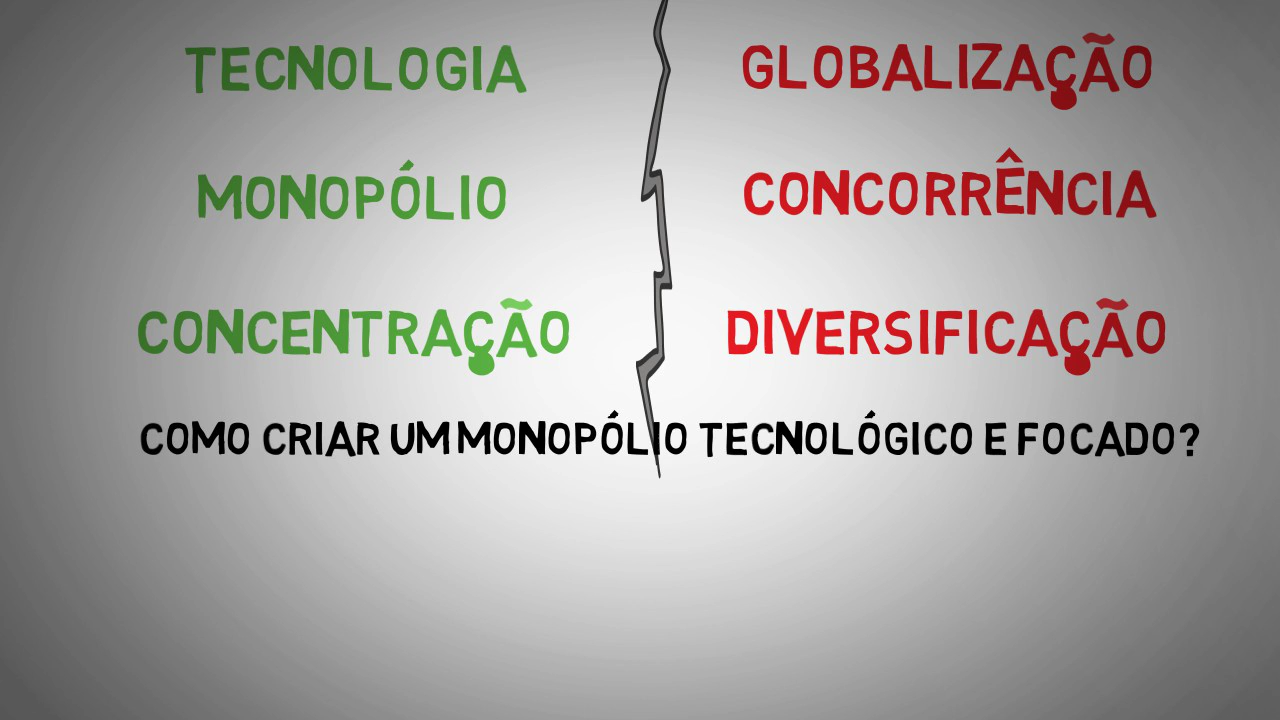 TECNOLOGIA
GLOBALIZAÇÃO
MONOPÓLIO
CONCORRÊNCIA
CONCENTRAÇÃO
DIVERSIFICAÇÃO
COMO CRIAR UM MONOPÓLIO TECNOLÓGICO E FOCADO?